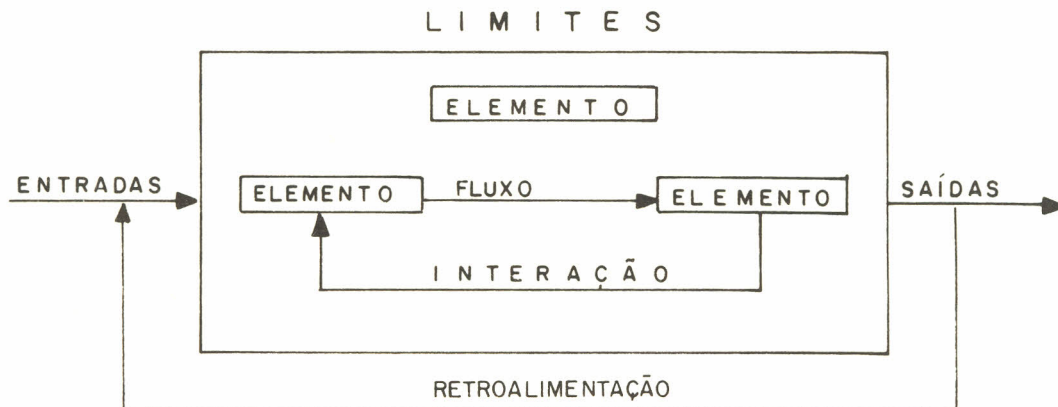 LIMITES
ELEMENTO
ENTRADAS
ELEMENTO
FLUXO
ELEMENTO
SAÍDAS
INTERAÇÃO
RETROALIMENTAÇÃO